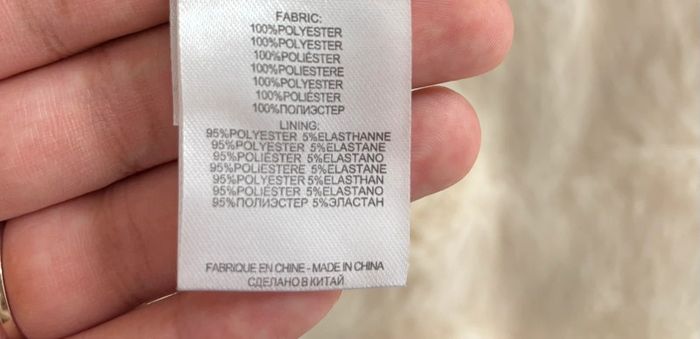 FABRIC:
100%POLYESTER
100%POLYESTER
100%POLIÉSTER
100%POLIESTERE
100%POLYESTER
100%POLIÉSTER
100%ПОЛИЭСТЕР
LINING:
95%POLYESTER 5%ELASTHANNE
95%POLYESTER 5%ELASTANE
95%POLIÉSTER 5%ELASTANO
95%POLIESTERE 5%ELASTANE
95%POLYESTER 5%ELASTHAN
95%POLIÉSTER 5%ELASTANO
95%ПОЛИЭСТЕР 5%ЭЛАСТАН
FABRIQUE EN CHINE - MADE IN CHINA
СДЕЛАНО В КИТАЙ